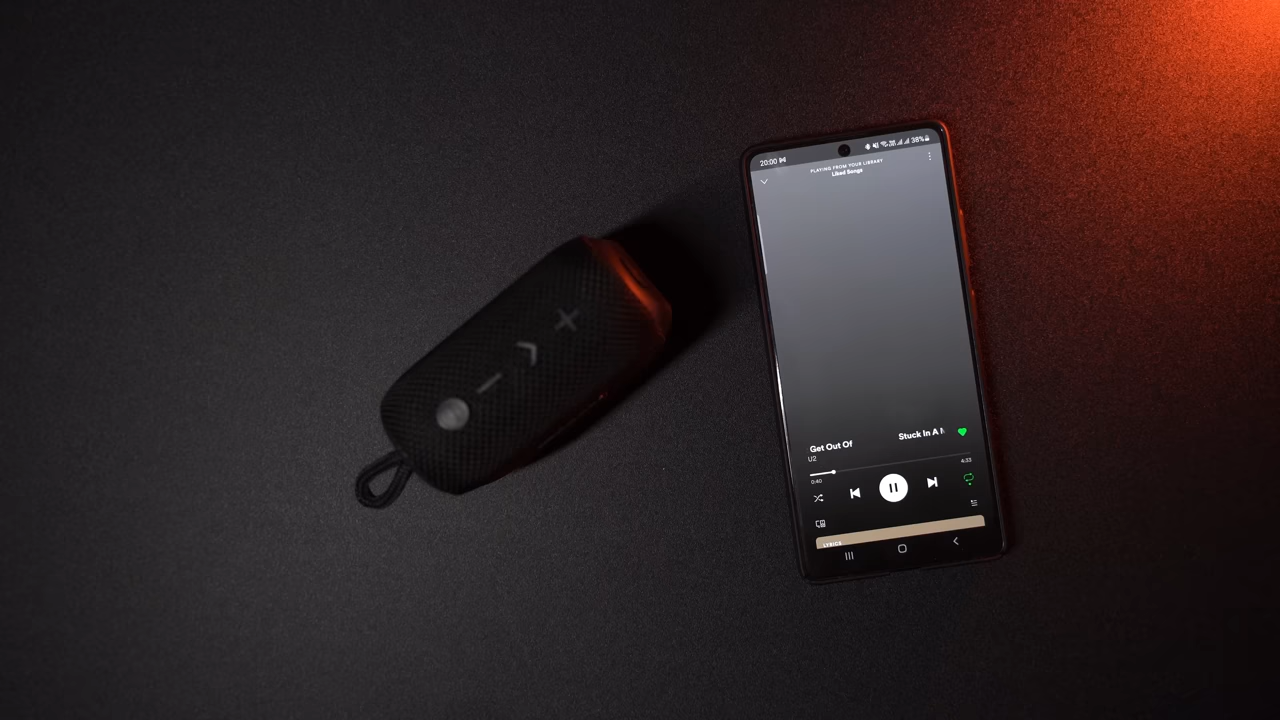 20:00
38%
PLAYING FROM YOUR LIBRARY
Liked Songs
Get Out Of Stuck In A
U2
0:40 4:33
LYRICS